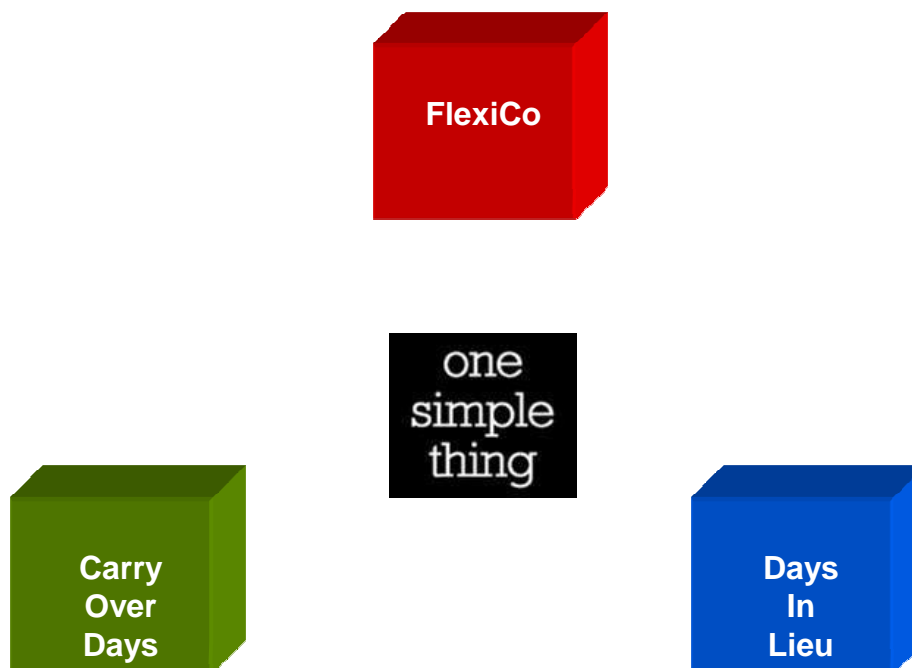 FlexiCo
one
simple
thing
Carry
Over
Days
Days
In
Lieu